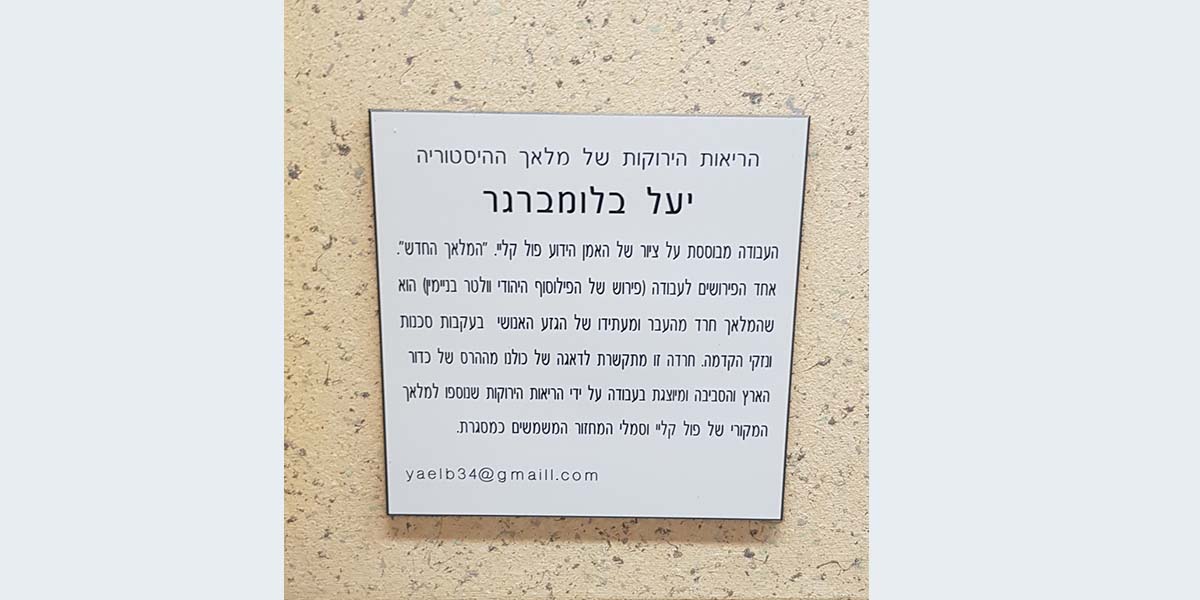 הריאות הירוקות של מלאך ההיסטוריה
יעל בלומברגר
העבודה מבוססת על ציור של האמן הידוע פול קליי. "המלאך החדש".
אחד הפירושים לעבודה (פירוש של הפילוסוף היהודי וולטר בניימין) הוא
שהמלאך חרד מהעבר ומעתידו של הגזע האנושי בעקבות סכנות
ונזקי הקדמה. חרדה זו מתקשרת לדאגה של כולנו מההרס של כדור
הארץ והסביבה ומיוצגת בעבודה על ידי הריאות הירוקות שנוספו למלאך
המקורי של פול קליי וסמלי המחזור המשמשים כמסגרת.
yaelb34@gmaill.com